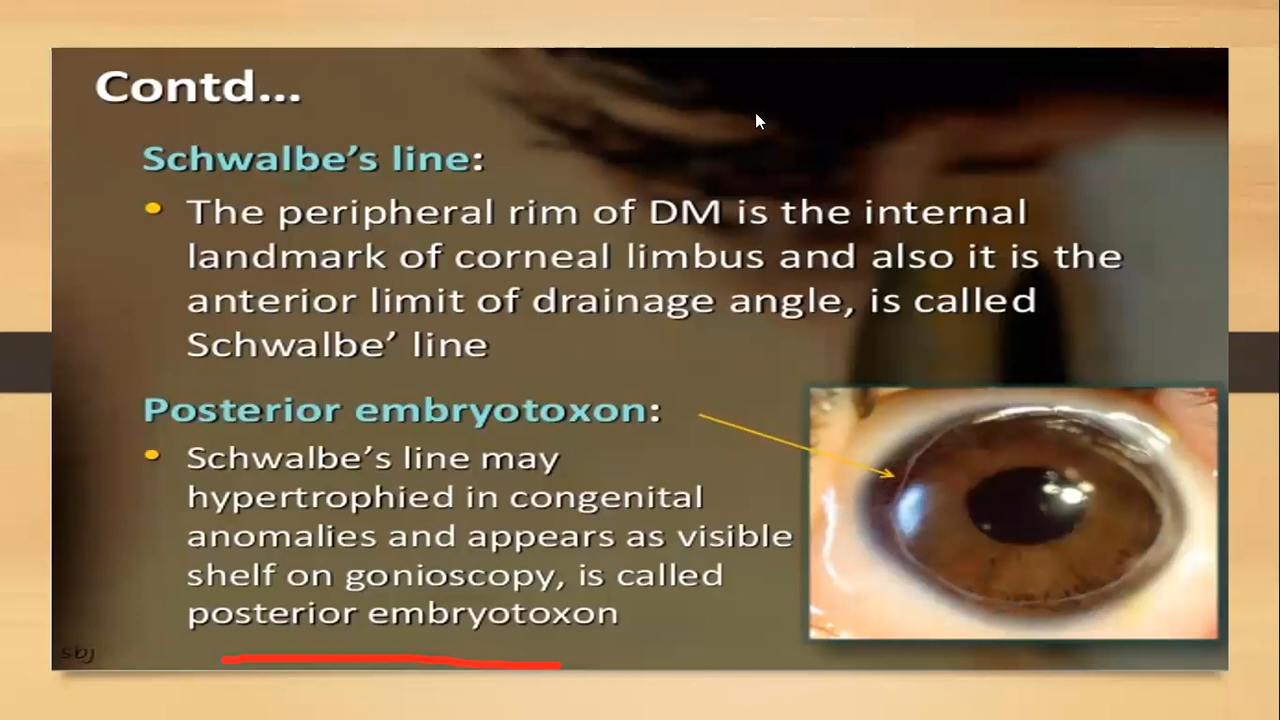 Contd...
Schwalbe's line:
• The peripheral rim of DM is the internal
landmark of corneal limbus and also it is the
anterior limit of drainage angle, is called
Schwalbe' line
Posterior embryotoxon:
• Schwalbe's line may
hypertrophied in congenital
anomalies and appears as visible
shelf on gonioscopy, is called
posterior embryotoxon
sbj